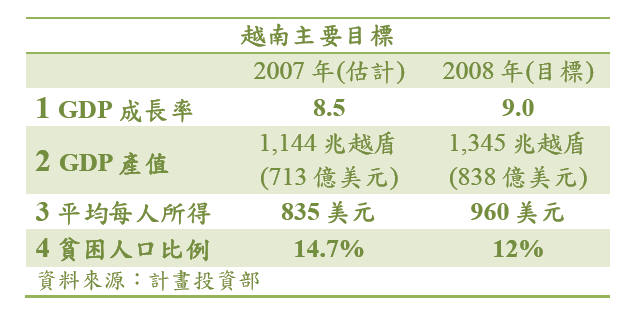 越南主要目標
2007 年(估計) 2008 年(目標)
1 GDP 成長率 8.5 9.0
2 GDP 產值 1,144 兆越盾 (713 億美元) 1,345 兆越盾 (838 億美元)
3 平均每人所得 835 美元 960 美元
4 貧困人口比例 14.7% 12%
資料來源：計畫投資部